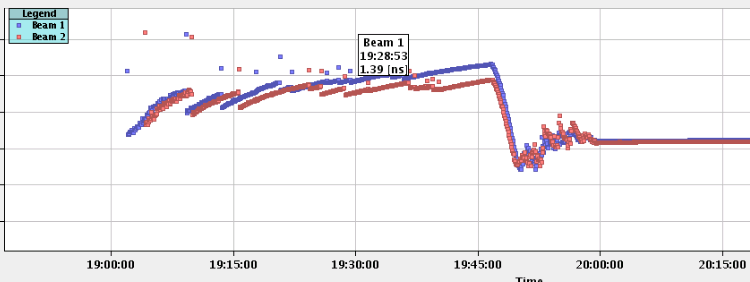 Legend
Beam 1
Beam 2
Beam 1
19:28:53
1.39 [ns]
19:00:00
19:15:00
19:30:00
19:45:00
20:00:00
20:15:00
Time